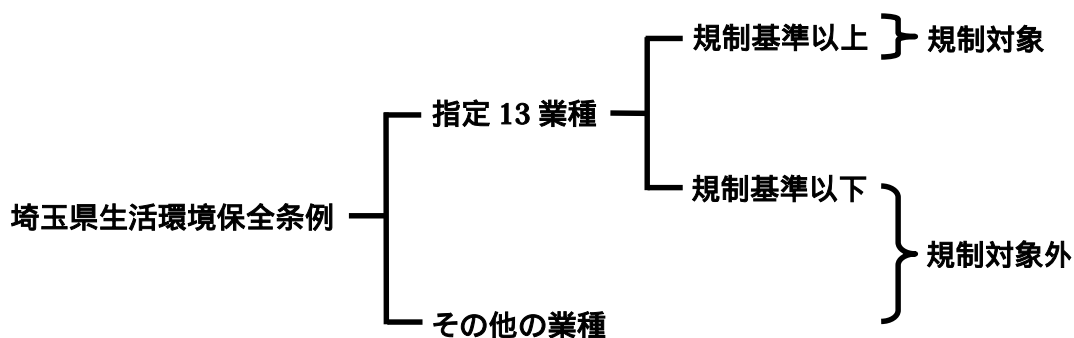 規制基準以上
規制対象
指定 13 業種
規制基準以下
埼玉県生活環境保全条例
規制対象外
その他の業種